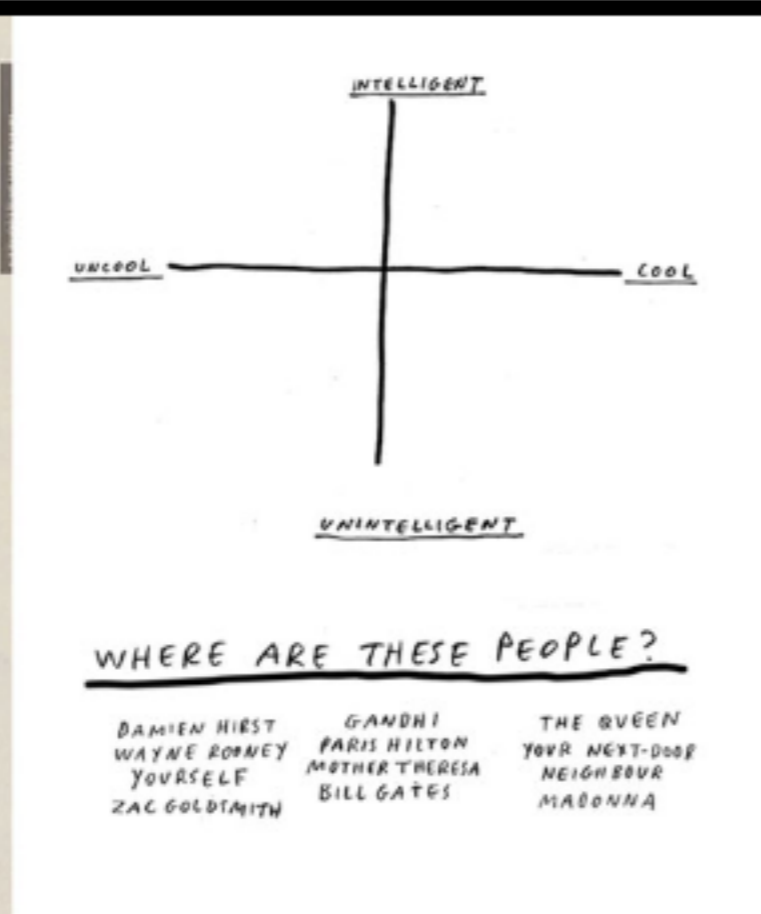 INTELLIGENT
UNCOOL
COOL
UNINTELLIGENT
WHERE ARE THESE PEOPLE?
DAMIEN HIRST
WAYNE ROONEY
YOURSELF
ZAC GOLDSMITH
GANDHI
PARIS HILTON
MOTHER THERESA
BILL GATES
THE QUEEN
YOUR NEXT-DOOR
NEIGHBOUR
MADONNA